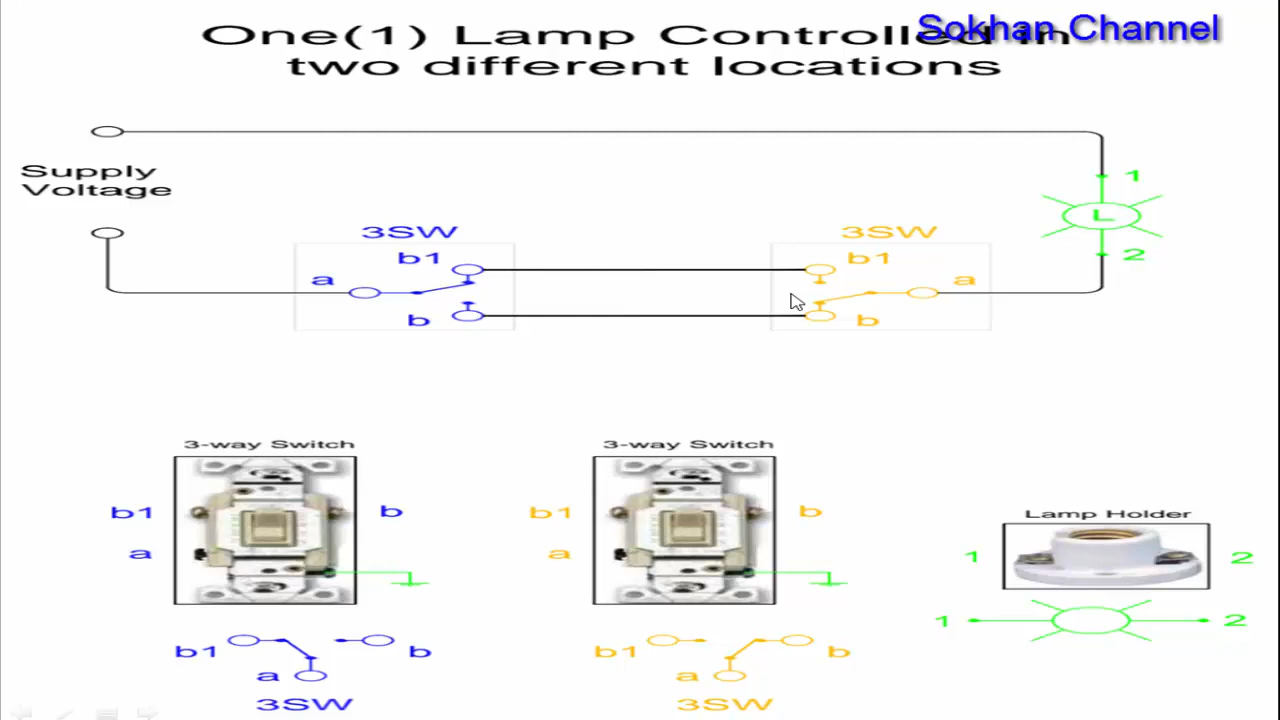 One(1) Lamp Controlled in
Sokhan Channel
two different locations
Supply
Voltage
1
L
2
3SW
b1
a
b
3SW
b1
a
b
3-way Switch
b1
b
a
3-way Switch
b1
b
a
Lamp Holder
1
2
1
2
b1
b
a
3SW
b1
b
a
3SW